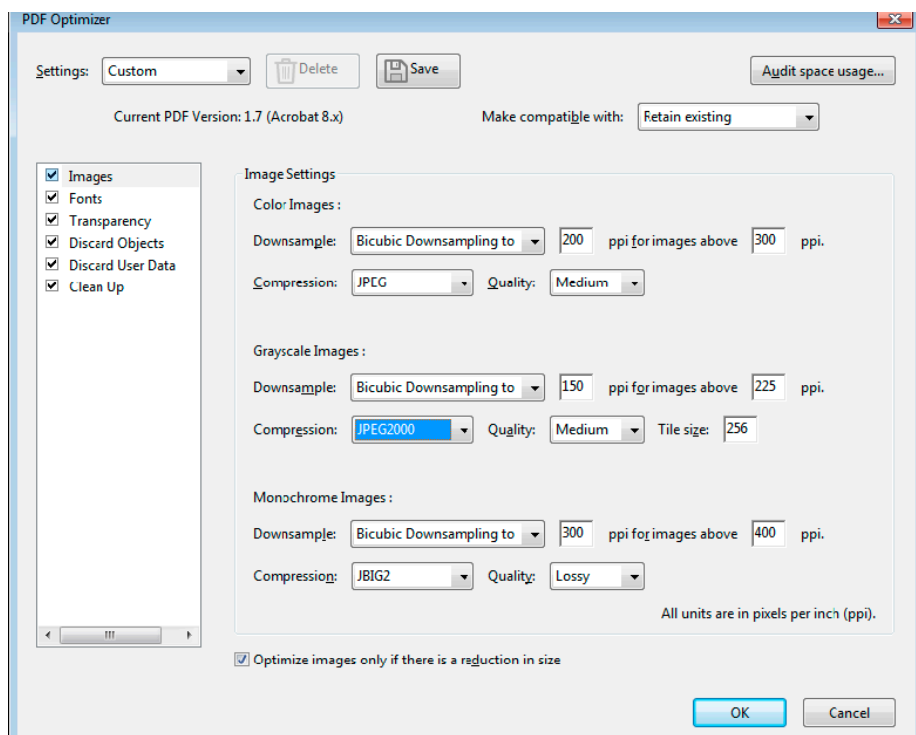 PDF Optimizer
Settings: Custom Delete Save Audit space usage...
Current PDF Version: 1.7 (Acrobat 8.x) Make compatible with: Retain existing
Images
Fonts
Transparency
Discard Objects
Discard User Data
Clean Up
Image Settings
Color Images :
Downsample: Bicubic Downsampling to 200 ppi for images above 300 ppi.
Compression: JPEG Quality: Medium
Grayscale Images :
Downsample: Bicubic Downsampling to 150 ppi for images above 225 ppi.
Compression: JPEG2000 Quality: Medium Tile size: 256
Monochrome Images :
Downsample: Bicubic Downsampling to 300 ppi for images above 400 ppi.
Compression: JBIG2 Quality: Lossy
All units are in pixels per inch (ppi).
Optimize images only if there is a reduction in size
OK Cancel